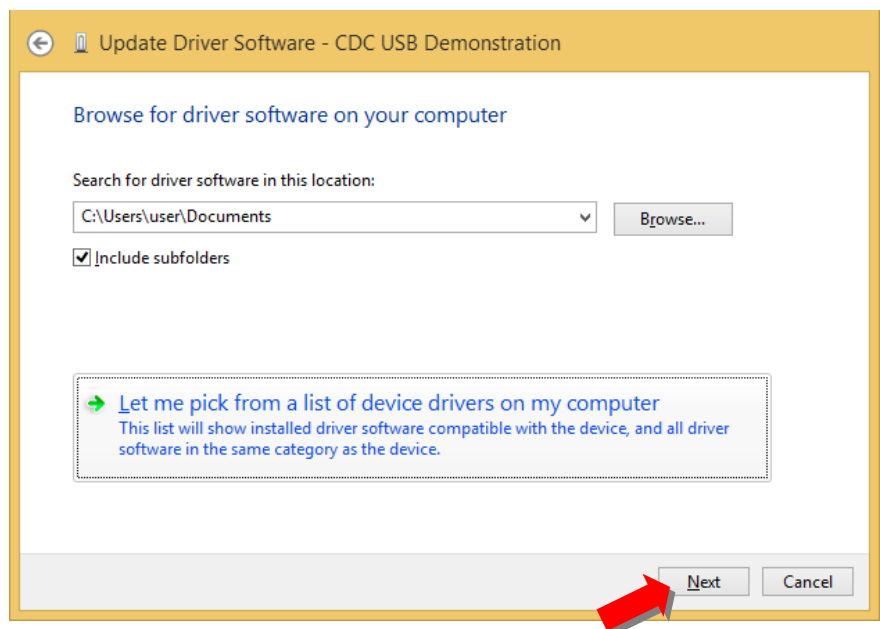 Update Driver Software - CDC USB Demonstration
Browse for driver software on your computer
Search for driver software in this location:
C:\Users\user\Documents
Browse...
Include subfolders
Let me pick from a list of device drivers on my computer
This list will show installed driver software compatible with the device, and all driver
software in the same category as the device.
Next
Cancel